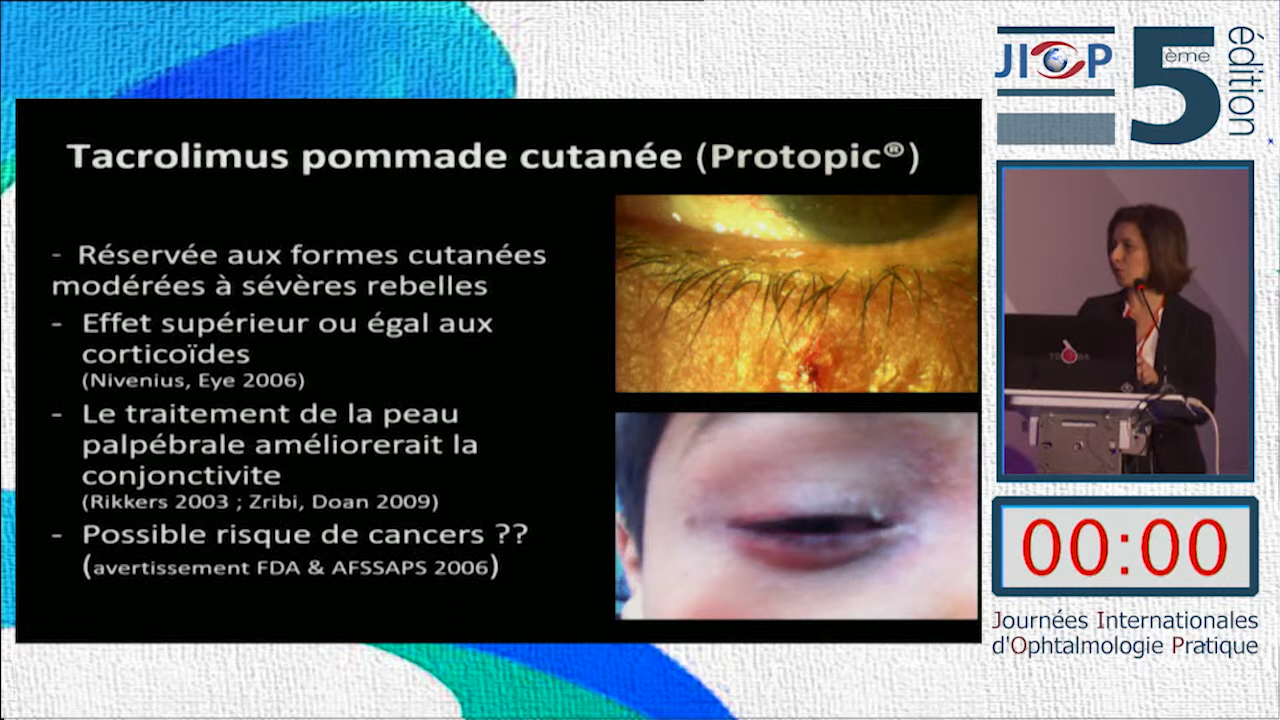 Tacrolimus pommade cutanée (Protopic®)
- Réservée aux formes cutanées
modérées à sévères rebelles
- Effet supérieur ou égal aux
corticoïdes
(Nivenius, Eye 2006)
- Le traitement de la peau
palpébrale améliorerait la
conjonctivite
(Rikkers 2003 ; Zribi, Doan 2009)
- Possible risque de cancers ??
(avertissement FDA & AFSSAPS 2006)
JIOP
5ème
édition
TOSHIBA
00:00
Journées Internationales
d'Ophtalmologie Pratique